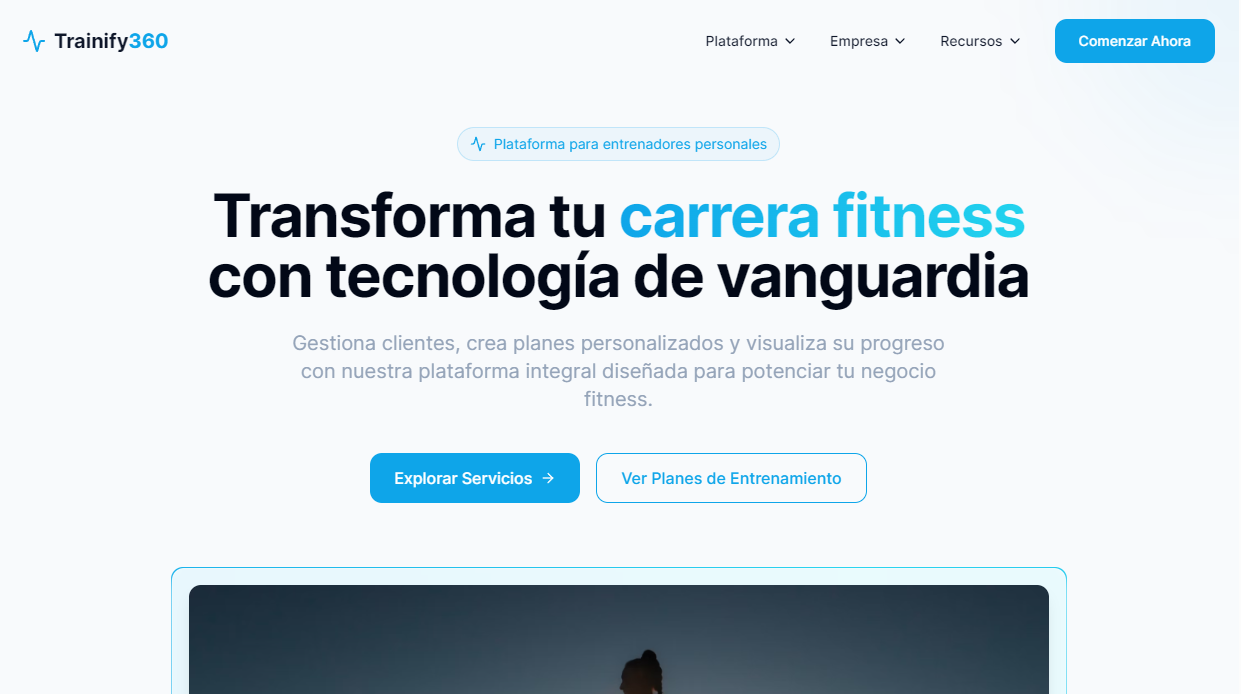 Trainify360
Plataforma
Empresa
Recursos
Comenzar Ahora
Plataforma para entrenadores personales
Transforma tu carrera fitness
con tecnología de vanguardia
Gestiona clientes, crea planes personalizados y visualiza su progreso
con nuestra plataforma integral diseñada para potenciar tu negocio
fitness.
Explorar Servicios
Ver Planes de Entrenamiento